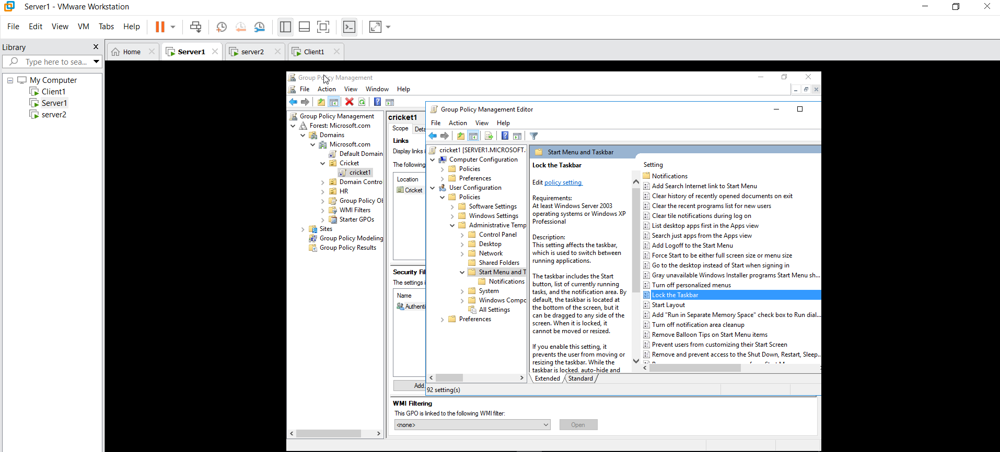 Server1 - VMware Workstation
File Edit View VM Tabs Help
Library
Type here to sea...
My Computer
Client1
Server1
server2
Home
Server1
server2
Client1
Group Policy Management
File Action View Window Help
Group Policy Management
Forest: Microsoft.com
Domains
Microsoft.com
Default Domain
Cricket
cricket1
Domain Contro
HR
Group Policy Ob
WMI Filters
Starter GPOs
Sites
Group Policy Modeling
Group Policy Results
cricket1
Scope Deta
Links
Display links i
The following
Location
Cricket
Security Fil
The settings i
Name
Authenti
Add.
WMI Filtering
This GPO is linked to the following WMI filter:
<none>
Open
Group Policy Management Editor
File Action View Help
cricket1 [SERVER1.MICROSOFT.
Computer Configuration
Policies
Preferences
User Configuration
Policies
Software Settings
Windows Settings
Administrative Temp
Control Panel
Desktop
Network
Shared Folders
Start Menu and T
Notifications
System
Windows Compo
All Settings
Preferences
Start Menu and Taskbar
Lock the Taskbar
Edit policy setting
Requirements:
At least Windows Server 2003
operating systems or Windows XP
Professional
Description:
This setting affects the taskbar,
which is used to switch between
running applications.
The taskbar includes the Start
button, list of currently running
tasks, and the notification area. By
default, the taskbar is located at
the bottom of the screen, but it
can be dragged to any side of the
screen. When it is locked, it
cannot be moved or resized.
If you enable this setting, it
prevents the user from moving or
resizing the taskbar. While the
taskbar is locked, auto-hide and
Setting
Notifications
Add Search Internet link to Start Menu
Clear history of recently opened documents on exit
Clear the recent programs list for new users
Clear tile notifications during log on
List desktop apps first in the Apps view
Search just apps from the Apps view
Add Logoff to the Start Menu
Force Start to be either full screen size or menu size
Go to the desktop instead of Start when signing in
Gray unavailable Windows Installer programs Start Menu sh...
Turn off personalized menus
Lock the Taskbar
Start Layout
Add "Run in Separate Memory Space" check box to Run dial...
Turn off notification area cleanup
Remove Balloon Tips on Start Menu items
Prevent users from customizing their Start Screen
Remove and prevent access to the Shut Down, Restart, Sleep...
Extended Standard
92 setting(s)